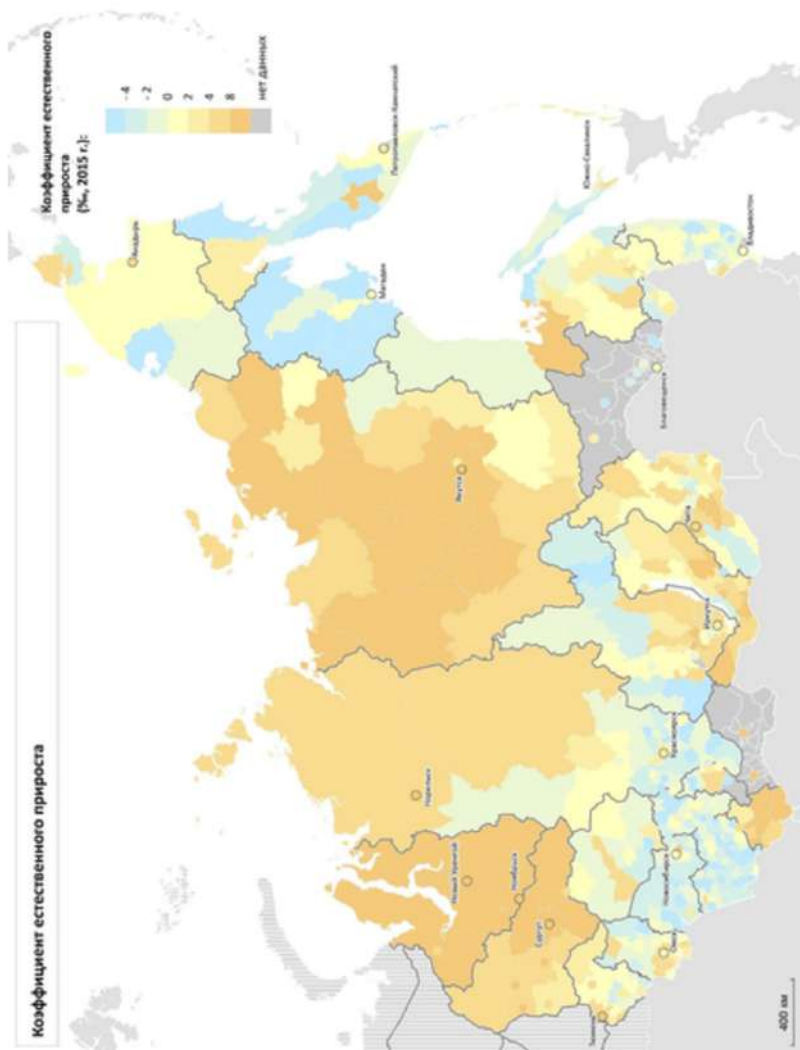 Коэффициент естественного прироста
Коэффициент естественного
прироста
(‰, 2015 г.):
-4
-2
0
2
4
8
нет данных
Анадырь
Петропавловск-Камчатский
Магадан
Южно-Сахалинск
Владивосток
Благовещенск
Якутск
Чита
Иркутск
Норильск
Красноярск
Новый Уренгой
Ноябрьск
Сургут
Новосибирск
Омск
Тюмень
400 км